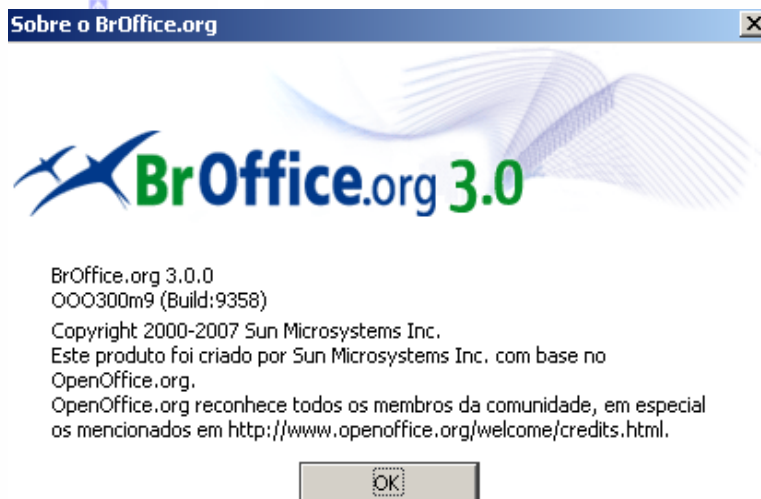 Sobre o BrOffice.org
BrOffice.org 3.0
BrOffice.org 3.0.0
OOO300m9 (Build:9358)
Copyright 2000-2007 Sun Microsystems Inc.
Este produto foi criado por Sun Microsystems Inc. com base no
OpenOffice.org.
OpenOffice.org reconhece todos os membros da comunidade, em especial
os mencionados em http://www.openoffice.org/welcome/credits.html.
OK